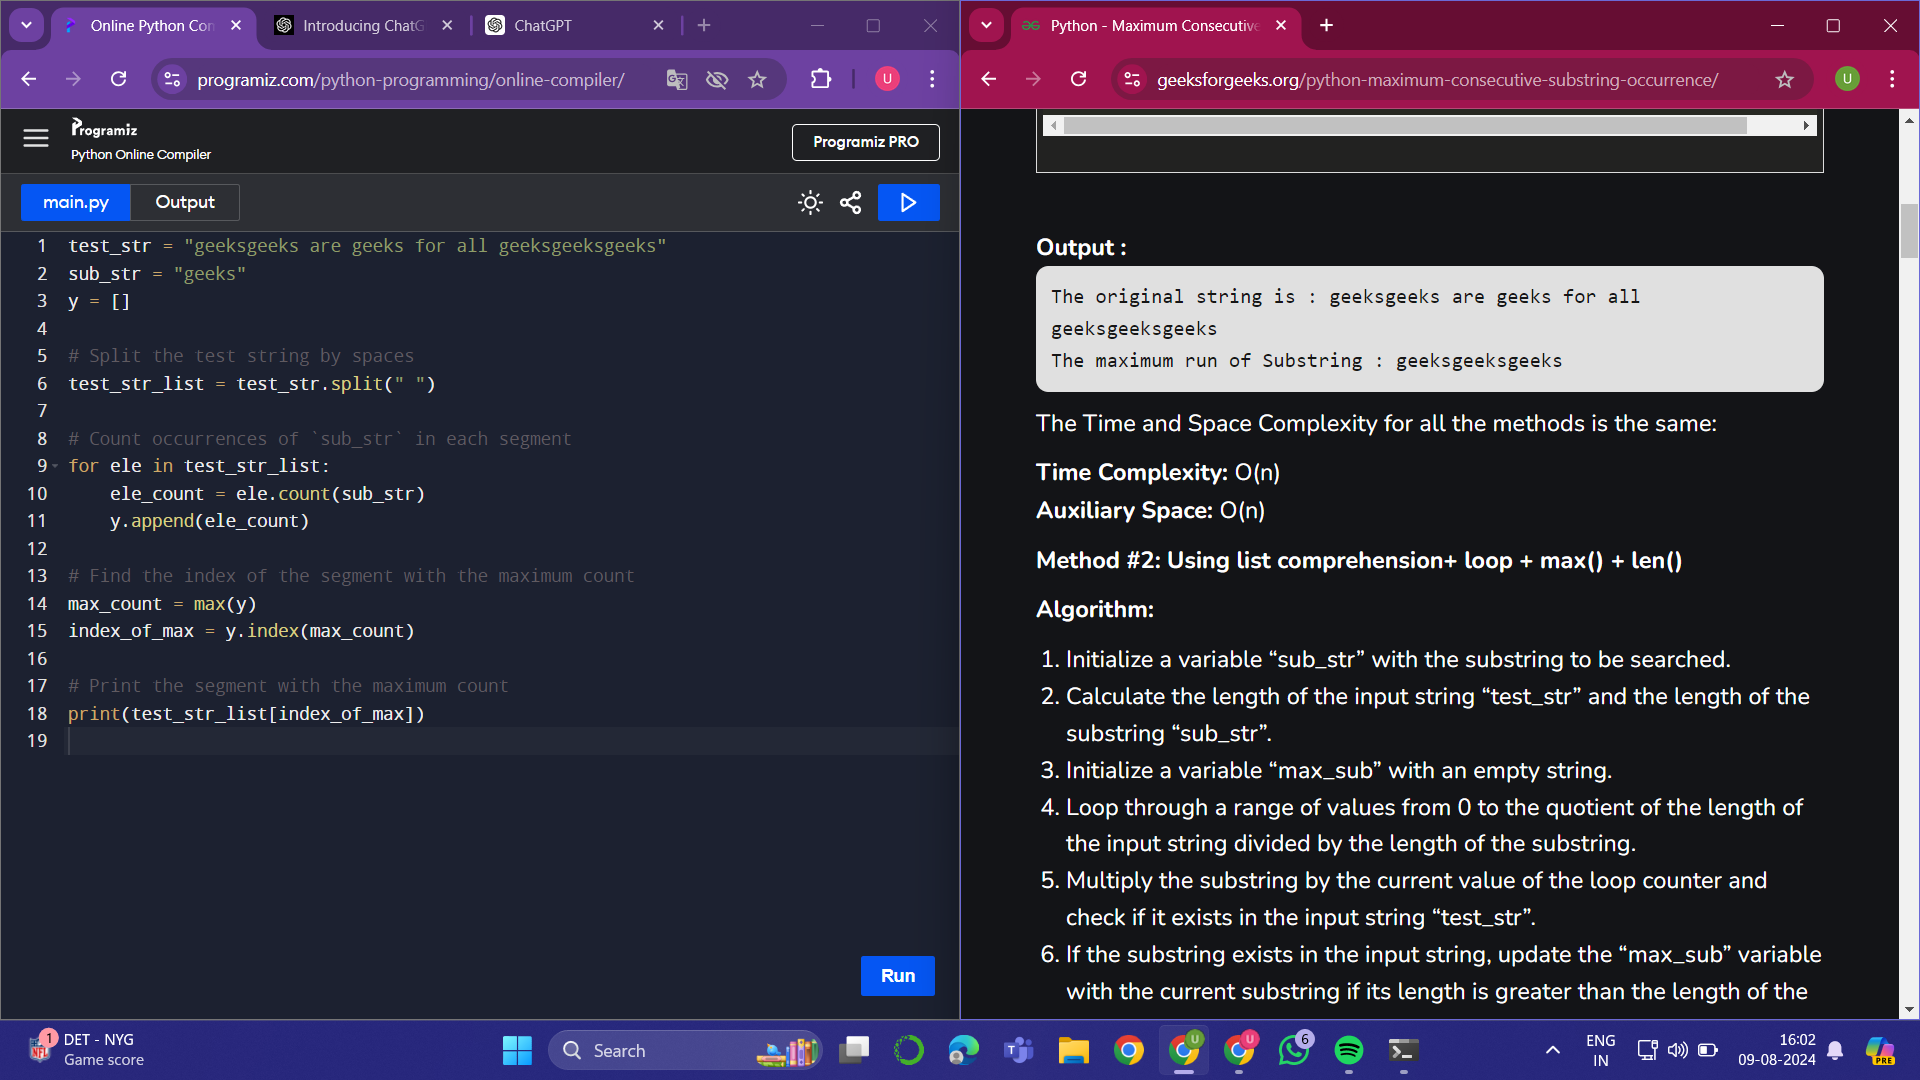 Online Python Con
Introducing ChatG
ChatGPT
programiz.com/python-programming/online-compiler/
U
Programiz
Python Online Compiler
Programiz PRO
main.py
Output
1 test_str = "geeksgeeks are geeks for all geeksgeeksgeeks"
2 sub_str = "geeks"
3 y = []
4
5 # Split the test string by spaces
6 test_str_list = test_str.split(" ")
7
8 # Count occurrences of `sub_str` in each segment
9 for ele in test_str_list:
10 ele_count = ele.count(sub_str)
11 y.append(ele_count)
12
13 # Find the index of the segment with the maximum count
14 max_count = max(y)
15 index_of_max = y.index(max_count)
16
17 # Print the segment with the maximum count
18 print(test_str_list[index_of_max])
19
Run
Python - Maximum Consecutive
geeksforgeeks.org/python-maximum-consecutive-substring-occurrence/
U
Output :
The original string is : geeksgeeks are geeks for all
geeksgeeksgeeks
The maximum run of Substring : geeksgeeksgeeks
The Time and Space Complexity for all the methods is the same:
Time Complexity: O(n)
Auxiliary Space: O(n)
Method #2: Using list comprehension+ loop + max() + len()
Algorithm:
1. Initialize a variable “sub_str” with the substring to be searched.
2. Calculate the length of the input string “test_str” and the length of the
substring “sub_str”.
3. Initialize a variable “max_sub” with an empty string.
4. Loop through a range of values from 0 to the quotient of the length of
the input string divided by the length of the substring.
5. Multiply the substring by the current value of the loop counter and
check if it exists in the input string “test_str”.
6. If the substring exists in the input string, update the “max_sub” variable
with the current substring if its length is greater than the length of the
1
NFL
DET - NYG
Game score
Search
U
U
6
ENG
IN
16:02
09-08-2024
PRE